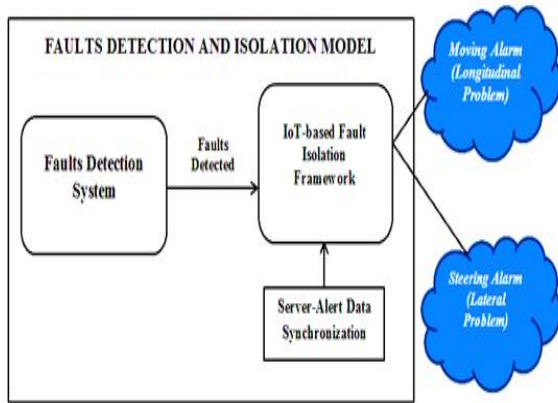 FAULTS DETECTION AND ISOLATION MODEL
Faults Detection
System
Faults
Detected
IoT-based Fault
Isolation
Framework
Server-Alert Data
Synchronization
Moving Alarm
(Longitudinal
Problem)
Steering Alarm
(Lateral
Problem)